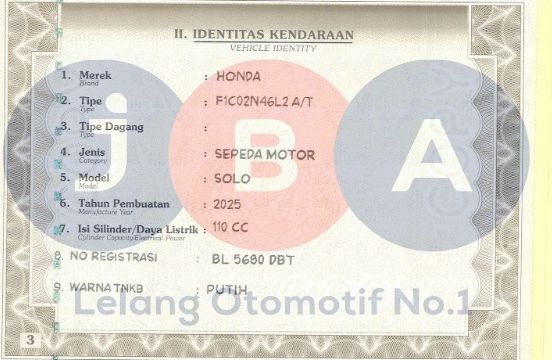 II. IDENTITAS KENDARAAN
VEHICLE IDENTITY
1. Merek : HONDA
Brand
2. Tipe : F1C02N46L2 A/T
Type
3. Tipe Dagang :
Type
4. Jenis : SEPEDA MOTOR
Category
5. Model : SOLO
Model
6. Tahun Pembuatan : 2025
Manufacture Year
7. Isi Silinder/Daya Listrik : 110 CC
Cylinder Capacity/Electrical Power
8. NO REGISTRASI : BL 5680 DBT
9. WARNA TNKB : PUTIH
jBA
Lelang Otomotif No.1
3